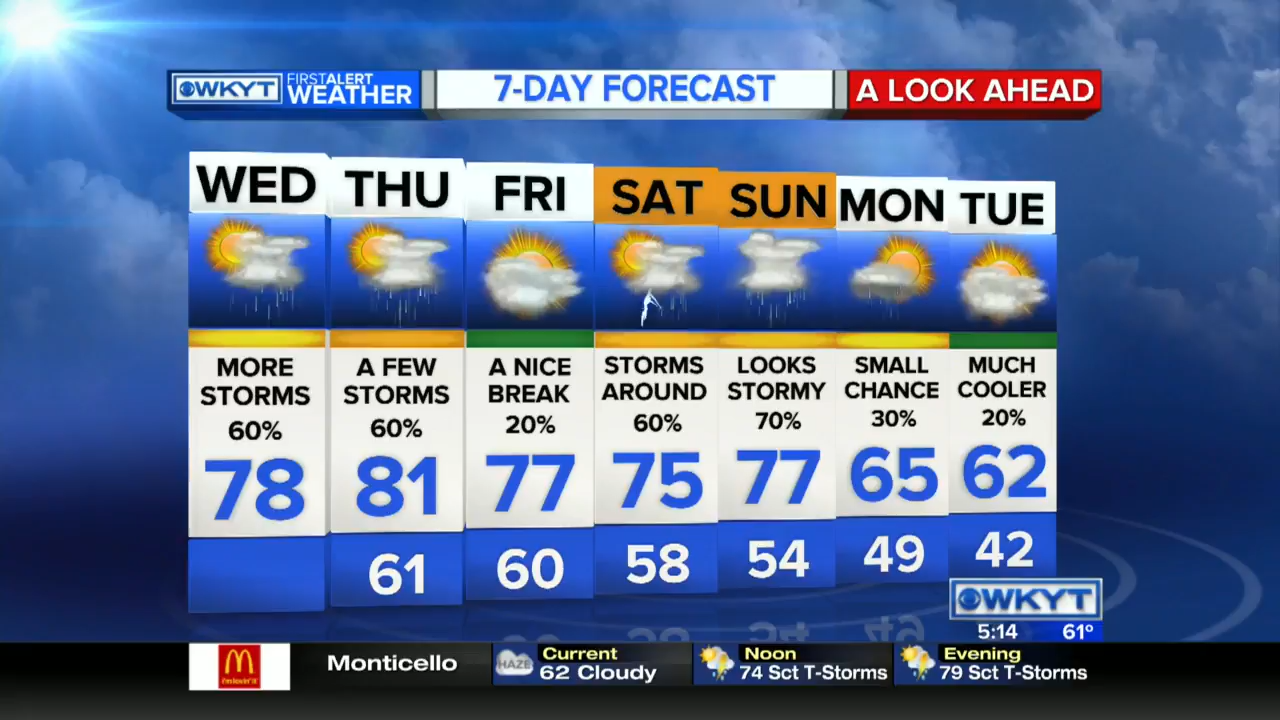 WKYT FIRST ALERT WEATHER
7-DAY FORECAST
A LOOK AHEAD
WED THU FRI SAT SUN MON TUE
MORE STORMS 60% 78
A FEW STORMS 60% 81 61
A NICE BREAK 20% 77 60
STORMS AROUND 60% 75 58
LOOKS STORMY 70% 77 54
SMALL CHANCE 30% 65 49
MUCH COOLER 20% 62 42
WKYT
5:14 61°
i'm lovin' it
Monticello
HAZE
Current
62 Cloudy
Noon
74 Sct T-Storms
Evening
79 Sct T-Storms